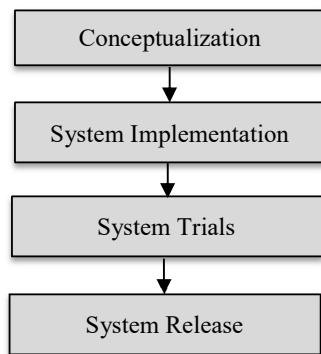 Conceptualization
System Implementation
System Trials
System Release